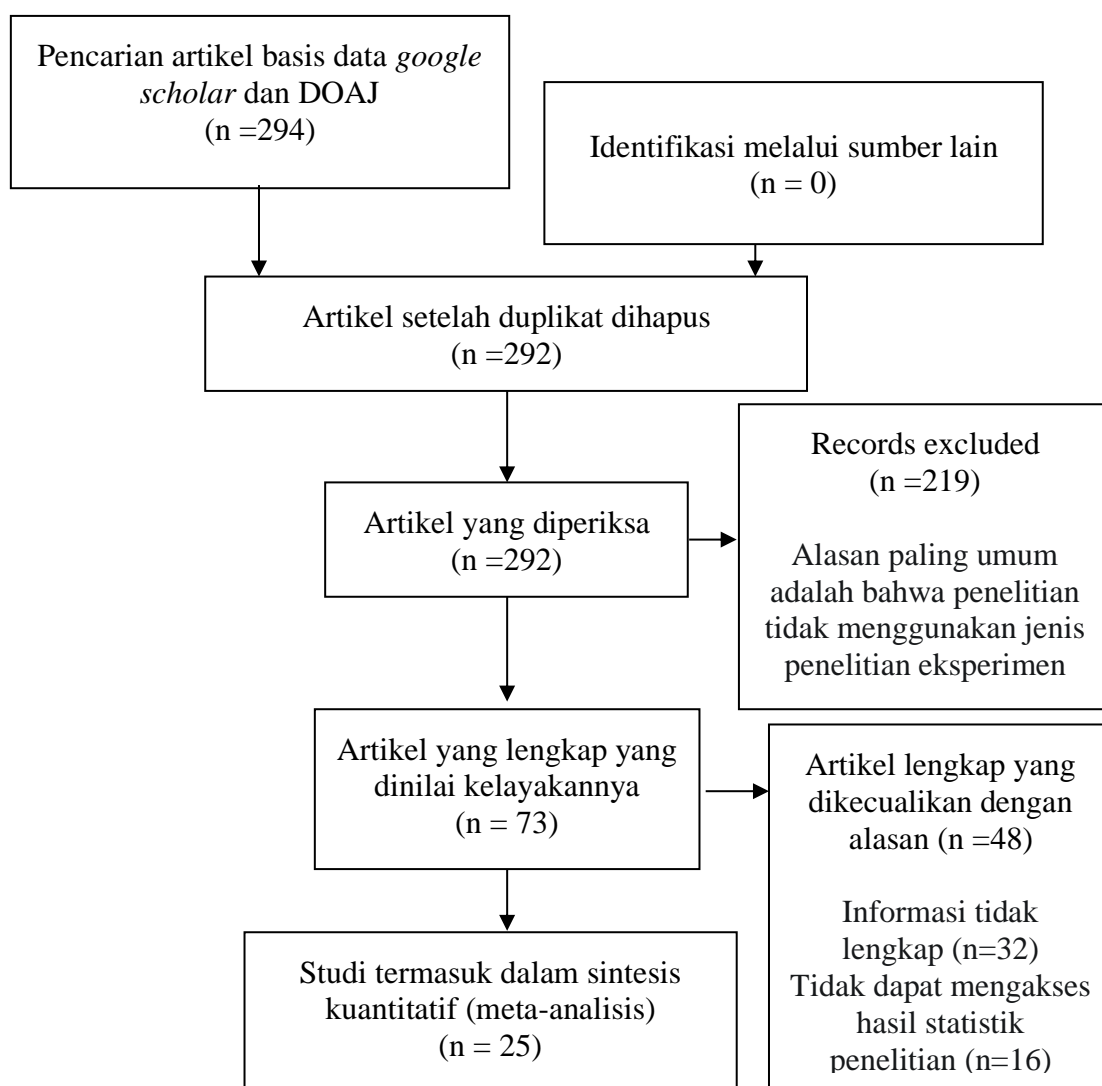 Pencarian artikel basis data google
scholar dan DOAJ
(n =294)
Identifikasi melalui sumber lain
(n = 0)
Artikel setelah duplikat dihapus
(n =292)
Artikel yang diperiksa
(n =292)
Records excluded
(n =219)
Alasan paling umum
adalah bahwa penelitian
tidak menggunakan jenis
penelitian eksperimen
Artikel yang lengkap yang
dinilai kelayakannya
(n = 73)
Artikel lengkap yang
dikecualikan dengan
alasan (n =48)
Informasi tidak
lengkap (n=32)
Tidak dapat mengakses
hasil statistik
penelitian (n=16)
Studi termasuk dalam sintesis
kuantitatif (meta-analisis)
(n = 25)